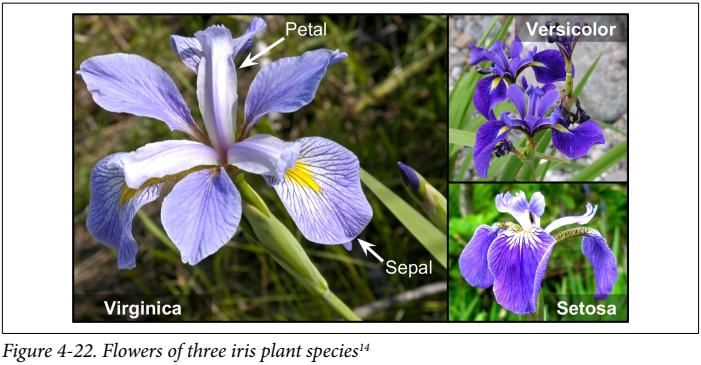 Petal
Versicolor
Sepal
Virginica
Setosa
Figure 4-22. Flowers of three iris plant species¹⁴